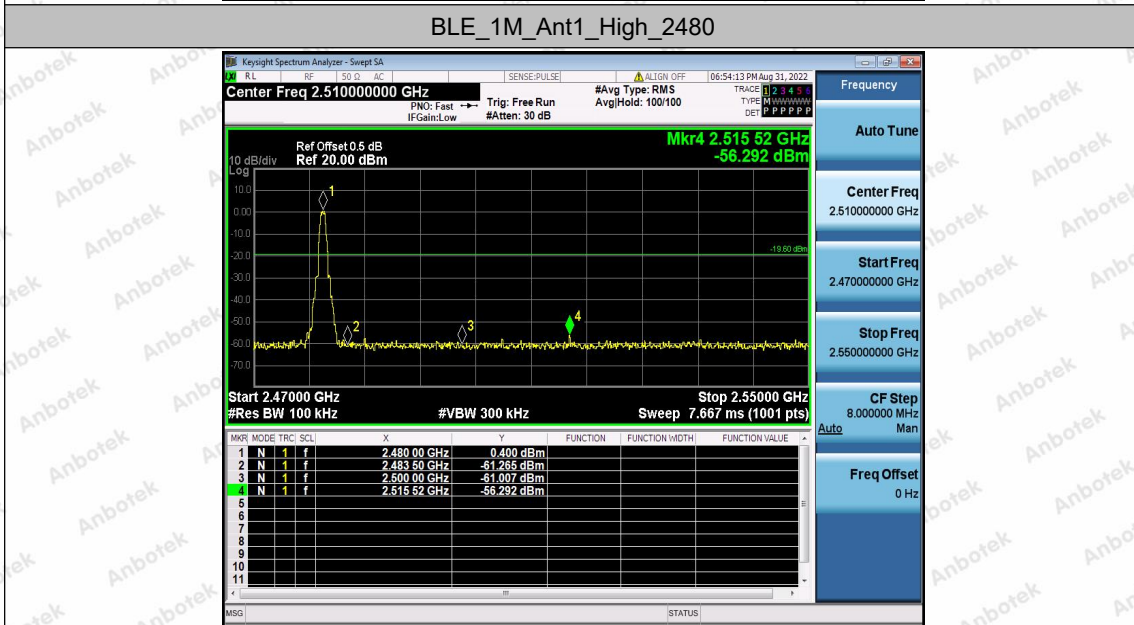 BLE_1M_Ant1_High_2480
Keysight Spectrum Analyzer - Swept SA
LXI RL RF 50 Ω AC SENSE:PULSE ALIGN OFF 06:54:13 PM Aug 31, 2022
Center Freq 2.510000000 GHz
PNO: Fast
IFGain:Low
Trig: Free Run
#Atten: 30 dB
#Avg Type: RMS
Avg|Hold: 100/100
TRACE 1 2 3 4 5 6
TYPE M W W W W W
DET P P P P P P
10 dB/div
Log
Ref Offset 0.5 dB
Ref 20.00 dBm
Mkr4 2.515 52 GHz
-56.292 dBm
10.0
0.00
-10.0
-20.0
-30.0
-40.0
-50.0
-60.0
-70.0
1
2
3
4
-19.60 dBm
Start 2.47000 GHz Stop 2.55000 GHz
#Res BW 100 kHz #VBW 300 kHz Sweep 7.667 ms (1001 pts)
MKR MODE TRC SCL X Y FUNCTION FUNCTION WIDTH FUNCTION VALUE
1 N 1 f 2.480 00 GHz 0.400 dBm
2 N 1 f 2.483 50 GHz -61.265 dBm
3 N 1 f 2.500 00 GHz -61.007 dBm
4 N 1 f 2.515 52 GHz -56.292 dBm
5
6
7
8
9
10
11
MSG STATUS
Frequency
Auto Tune
Center Freq
2.510000000 GHz
Start Freq
2.470000000 GHz
Stop Freq
2.550000000 GHz
CF Step
8.000000 MHz
Auto Man
Freq Offset
0 Hz
Anbotek